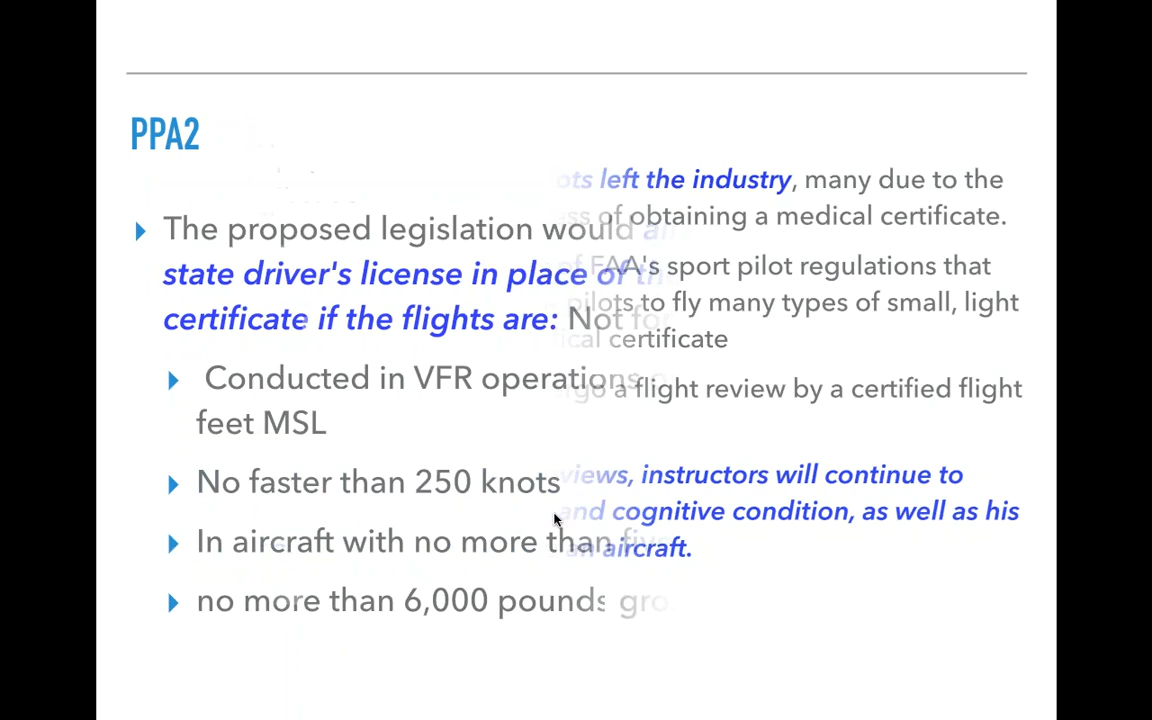 PPA2
ots left the industry, many due to the
ss of obtaining a medical certificate.
The proposed legislation would
state driver's license in place of
FAA's sport pilot regulations that
pilots to fly many types of small, light
certificate if the flights are: Not for
cal certificate
Conducted in VFR operations
a flight review by a certified flight
feet MSL
No faster than 250 knots
views, instructors will continue to
and cognitive condition, as well as his
In aircraft with no more than
an aircraft.
no more than 6,000 pounds gro